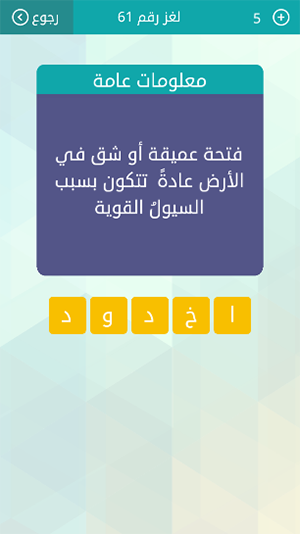 رجوع
لغز رقم 61
5
معلومات عامة
فتحة عميقة أو شق في
الأرض عادةً تتكون بسبب
السيولُ القوية
ا خ د و د